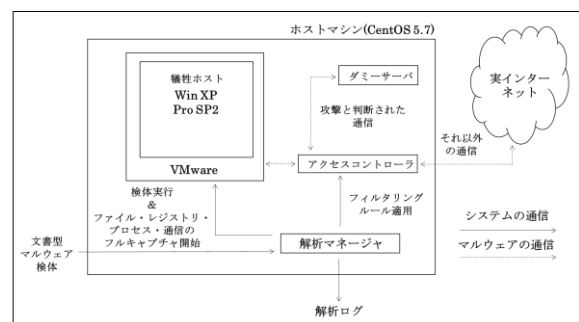 ホストマシン(CentOS 5.7)
犠牲ホスト
Win XP
Pro SP2
VMware
ダミーサーバ
攻撃と判断された
通信
アクセスコントローラ
実インター
ネット
それ以外
の通信
検体実行
&
ファイル・レジストリ・
プロセス・通信の
フルキャプチャ開始
フィルタリング
ルール適用
文書型
マルウェア
検体
解析マネージャ
解析ログ
システムの通信
マルウェアの通信